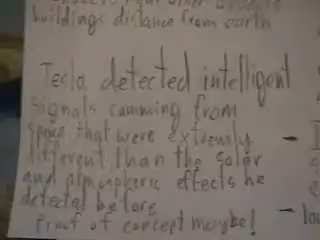 buildings distance from earth
Tesla detected intelligent
signals comming from
space that were extremly
different than the solar
and atmospheric effects he
detected before
Proof of concept maybe!